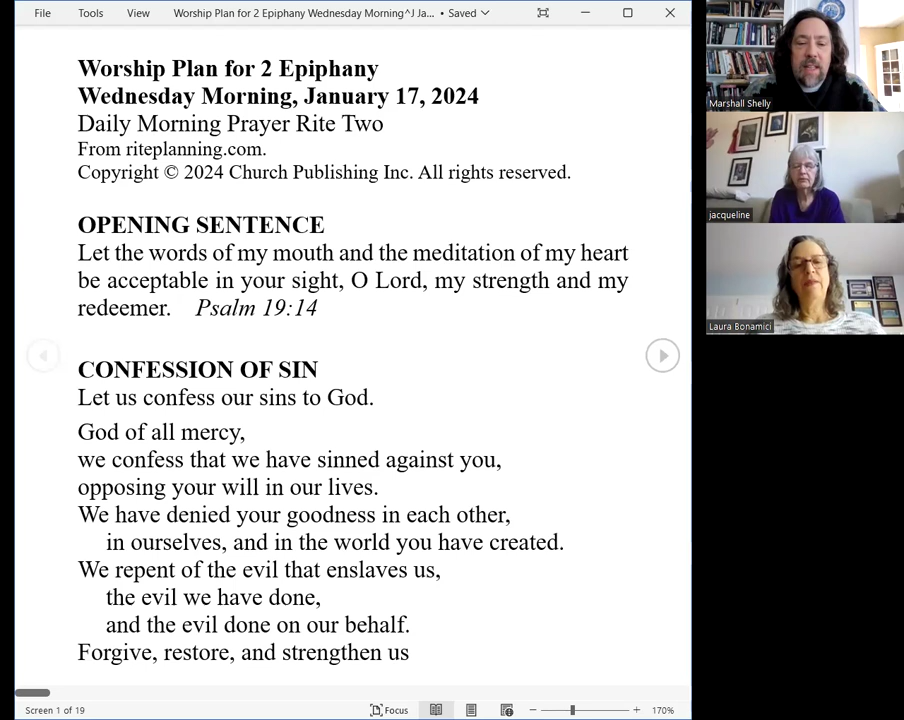 File Tools View Worship Plan for 2 Epiphany Wednesday Morning^J Ja... • Saved
Worship Plan for 2 Epiphany
Wednesday Morning, January 17, 2024
Daily Morning Prayer Rite Two
From riteplanning.com.
Copyright © 2024 Church Publishing Inc. All rights reserved.
OPENING SENTENCE
Let the words of my mouth and the meditation of my heart
be acceptable in your sight, O Lord, my strength and my
redeemer. Psalm 19:14
CONFESSION OF SIN
Let us confess our sins to God.
God of all mercy,
we confess that we have sinned against you,
opposing your will in our lives.
We have denied your goodness in each other,
in ourselves, and in the world you have created.
We repent of the evil that enslaves us,
the evil we have done,
and the evil done on our behalf.
Forgive, restore, and strengthen us
Screen 1 of 19 Focus 170%
Marshall Shelly
jacqueline
Laura Bonamici